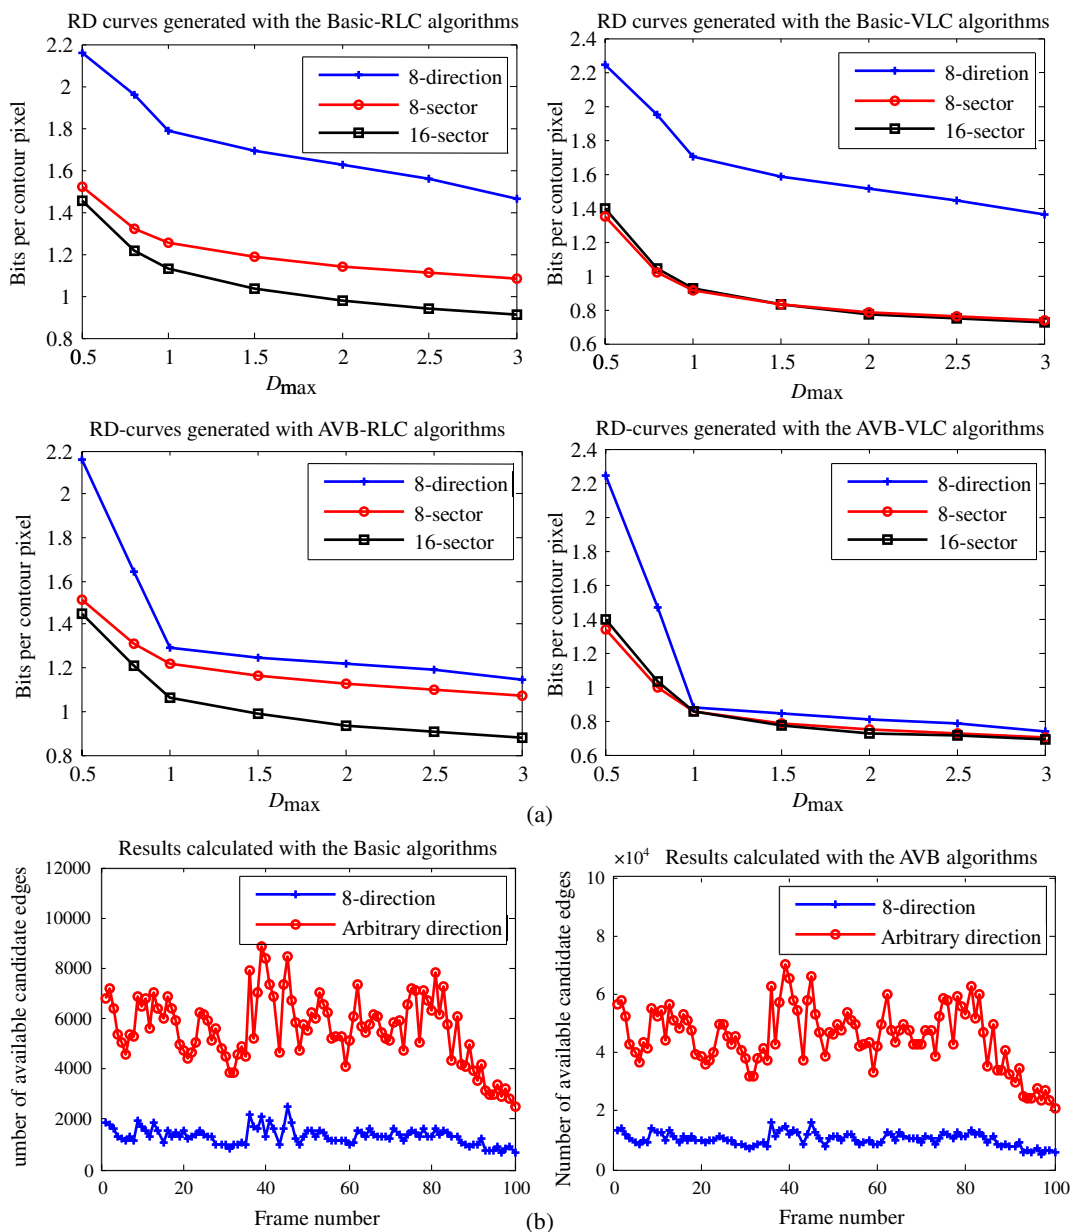 RD curves generated with the Basic-RLC algorithms
2.2
2
1.8
1.6
1.4
1.2
1
0.8
Bits per contour pixel
8-direction
8-sector
16-sector
0.5 1 1.5 2 2.5 3
Dmax
RD curves generated with the Basic-VLC algorithms
2.4
2.2
2
1.8
1.6
1.4
1.2
1
0.8
0.6
Bits per contour pixel
8-diretion
8-sector
16-sector
0.5 1 1.5 2 2.5 3
Dmax
RD-curves generated with AVB-RLC algorithms
2.2
2
1.8
1.6
1.4
1.2
1
0.8
Bits per contour pixel
8-direction
8-sector
16-sector
0.5 1 1.5 2 2.5 3
Dmax
RD-curves generated with the AVB-VLC algorithms
2.4
2.2
2
1.8
1.6
1.4
1.2
1
0.8
0.6
Bits per contour pixel
8-direction
8-sector
16-sector
0.5 1 1.5 2 2.5 3
Dmax
(a)
Results calculated with the Basic algorithms
12000
10000
8000
6000
4000
2000
0
umber of available candidate edges
8-direction
Arbitrary direction
0 20 40 60 80 100
Frame number
×10⁴ Results calculated with the AVB algorithms
10
8
6
4
2
0
Number of available candidate edges
8-direction
Arbitrary direction
0 20 40 60 80 100
Frame number
(b)